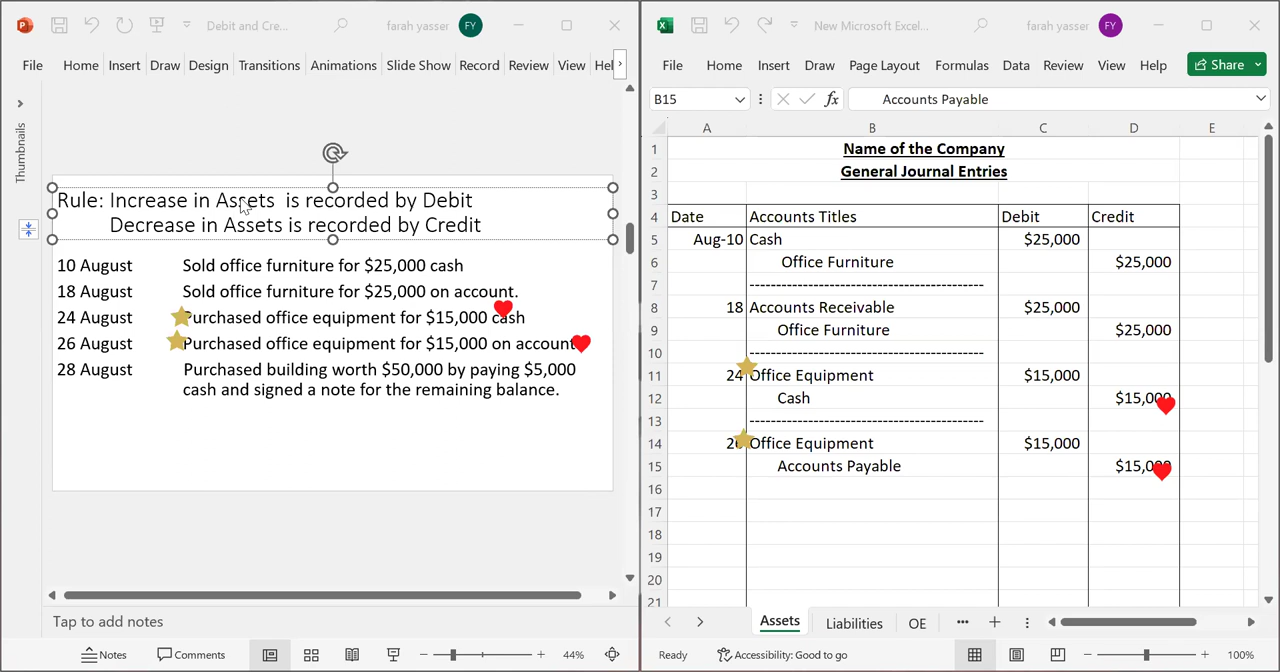 Debit and Cre...
farah yasser
FY
File Home Insert Draw Design Transitions Animations Slide Show Record Review View Hel
Thumbnails
Rule: Increase in Assets is recorded by Debit
Decrease in Assets is recorded by Credit
10 August Sold office furniture for $25,000 cash
18 August Sold office furniture for $25,000 on account.
24 August Purchased office equipment for $15,000 cash
26 August Purchased office equipment for $15,000 on account
28 August Purchased building worth $50,000 by paying $5,000
cash and signed a note for the remaining balance.
Tap to add notes
Notes Comments 44%
New Microsoft Excel...
farah yasser
FY
File Home Insert Draw Page Layout Formulas Data Review View Help Share
B15 fx Accounts Payable
A B C D E
1 Name of the Company
2 General Journal Entries
3
4 Date Accounts Titles Debit Credit
5 Aug-10 Cash $25,000
6 Office Furniture $25,000
7 --------------------------------------------
8 18 Accounts Receivable $25,000
9 Office Furniture $25,000
10 --------------------------------------------
11 24 Office Equipment $15,000
12 Cash $15,000
13 --------------------------------------------
14 26 Office Equipment $15,000
15 Accounts Payable $15,000
16
17
18
19
20
21
Assets Liabilities OE ...
Ready Accessibility: Good to go 100%